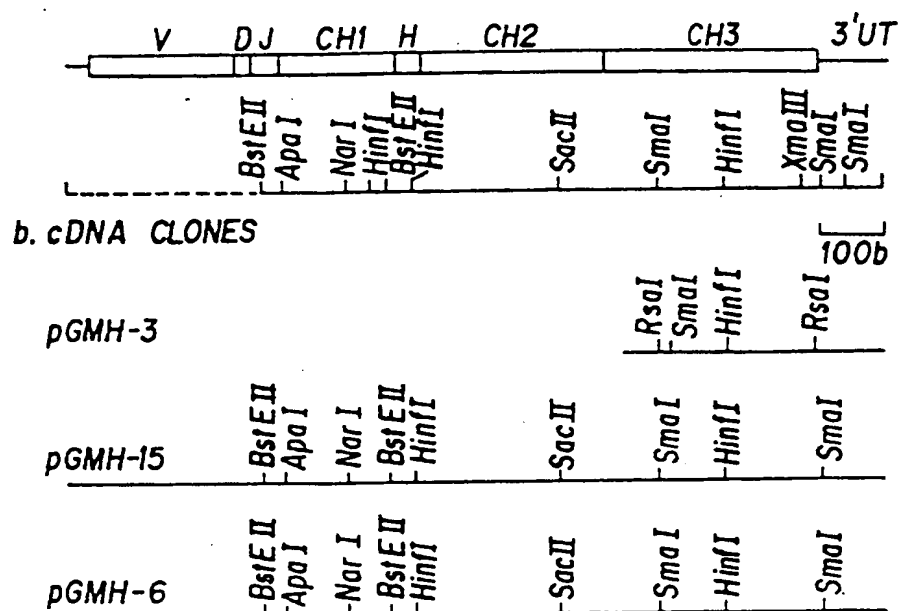 V D J CH1 H CH2 CH3 3'UT
BstEII ApaI NarI HinfI BstEII HinfI SacII SmaI HinfI XmaIII SmaI SmaI
b. cDNA CLONES
100b
pGMH-3 RsaI SmaI HinfI RsaI
pGMH-15 BstEII ApaI NarI BstEII HinfI SacII SmaI HinfI SmaI
pGMH-6 BstEII ApaI NarI BstEII HinfI SacII SmaI HinfI SmaI